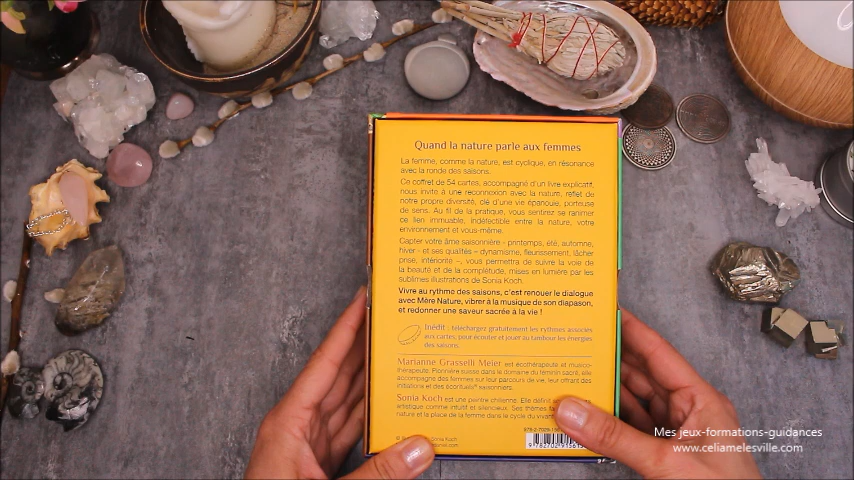 Quand la nature parle aux femmes
La femme, comme la nature, est cyclique, en résonance
avec la ronde des saisons.
Ce coffret de 54 cartes, accompagné d'un livre explicatif,
nous invite à une reconnexion avec la nature, reflet de
notre propre diversité, clé d'une vie épanouie, porteuse
de sens. Au fil de la pratique, vous sentirez se ranimer
ce lien immuable, indéfectible entre la nature, votre
environnement et vous-même.
Capter votre âme saisonnière - printemps, été, automne,
hiver - et ses qualités - dynamisme, fleurissement, lâcher
prise, intériorité -, vous permettra de suivre la voie de
la beauté et de la complétude, mises en lumière par les
sublimes illustrations de Sonia Koch.
Vivre au rythme des saisons, c'est renouer le dialogue
avec Mère Nature, vibrer à la musique de son diapason,
et redonner une saveur sacrée à la vie !
Inédit : téléchargez gratuitement les rythmes associés
aux cartes, pour écouter et jouer au tambour les énergies
des saisons.
Marianne Grasselli Meier est écothérapeute et musico-
thérapeute. Pionnière suisse dans le domaine du féminin sacré, elle
accompagne des femmes sur leur parcours de vie, leur offrant des
initiations et des écorituels saisonniers.
Sonia Koch est une peintre chilienne. Elle définit
artistique comme intuitif et silencieux. Ses thèmes
nature et la place de la femme dans le cycle du vivant
Sonia Koch
Mes jeux-formations-guidances
www.celiamelesville.com